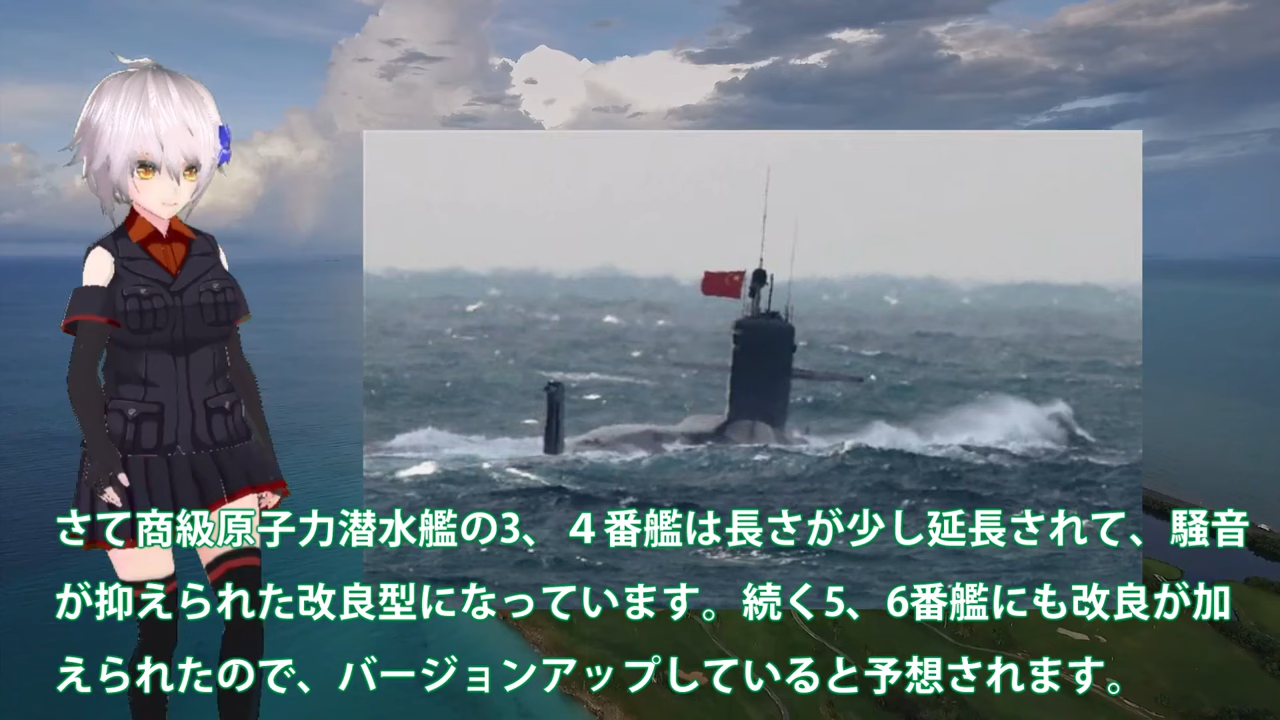 さて商級原子力潜水艦の3、４番艦は長さが少し延長されて、騒音
が抑えられた改良型になっています。続く5、6番艦にも改良が加
えられたので、バージョンアップしていると予想されます。